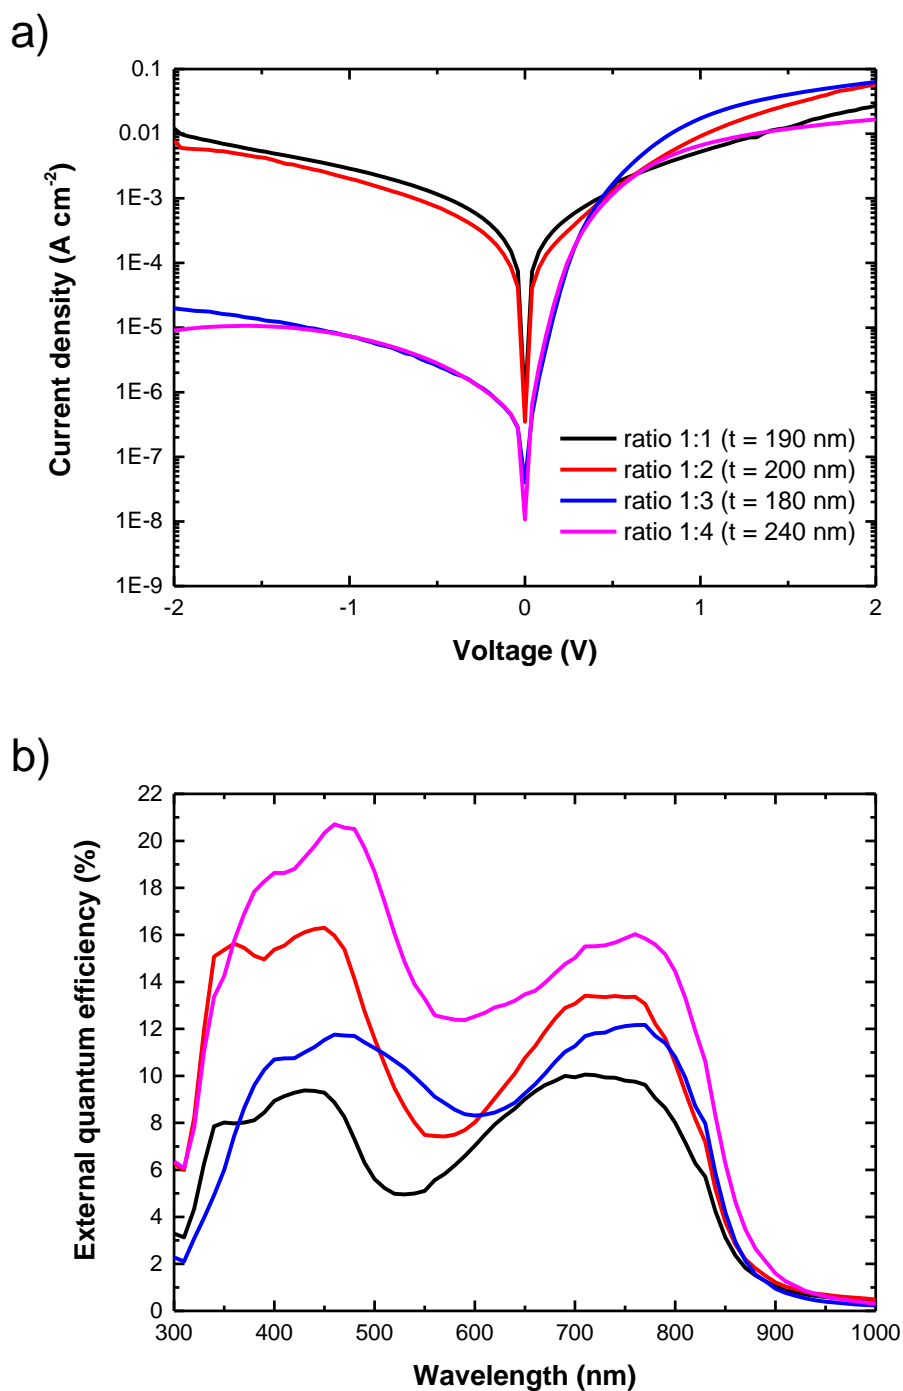 a)
0.1
0.01
1E-3
1E-4
1E-5
1E-6
1E-7
1E-8
1E-9
Current density (A cm-2)
ratio 1:1 (t = 190 nm)
ratio 1:2 (t = 200 nm)
ratio 1:3 (t = 180 nm)
ratio 1:4 (t = 240 nm)
-2 -1 0 1 2
Voltage (V)
b)
22
20
18
16
14
12
10
8
6
4
2
0
External quantum efficiency (%)
300 400 500 600 700 800 900 1000
Wavelength (nm)